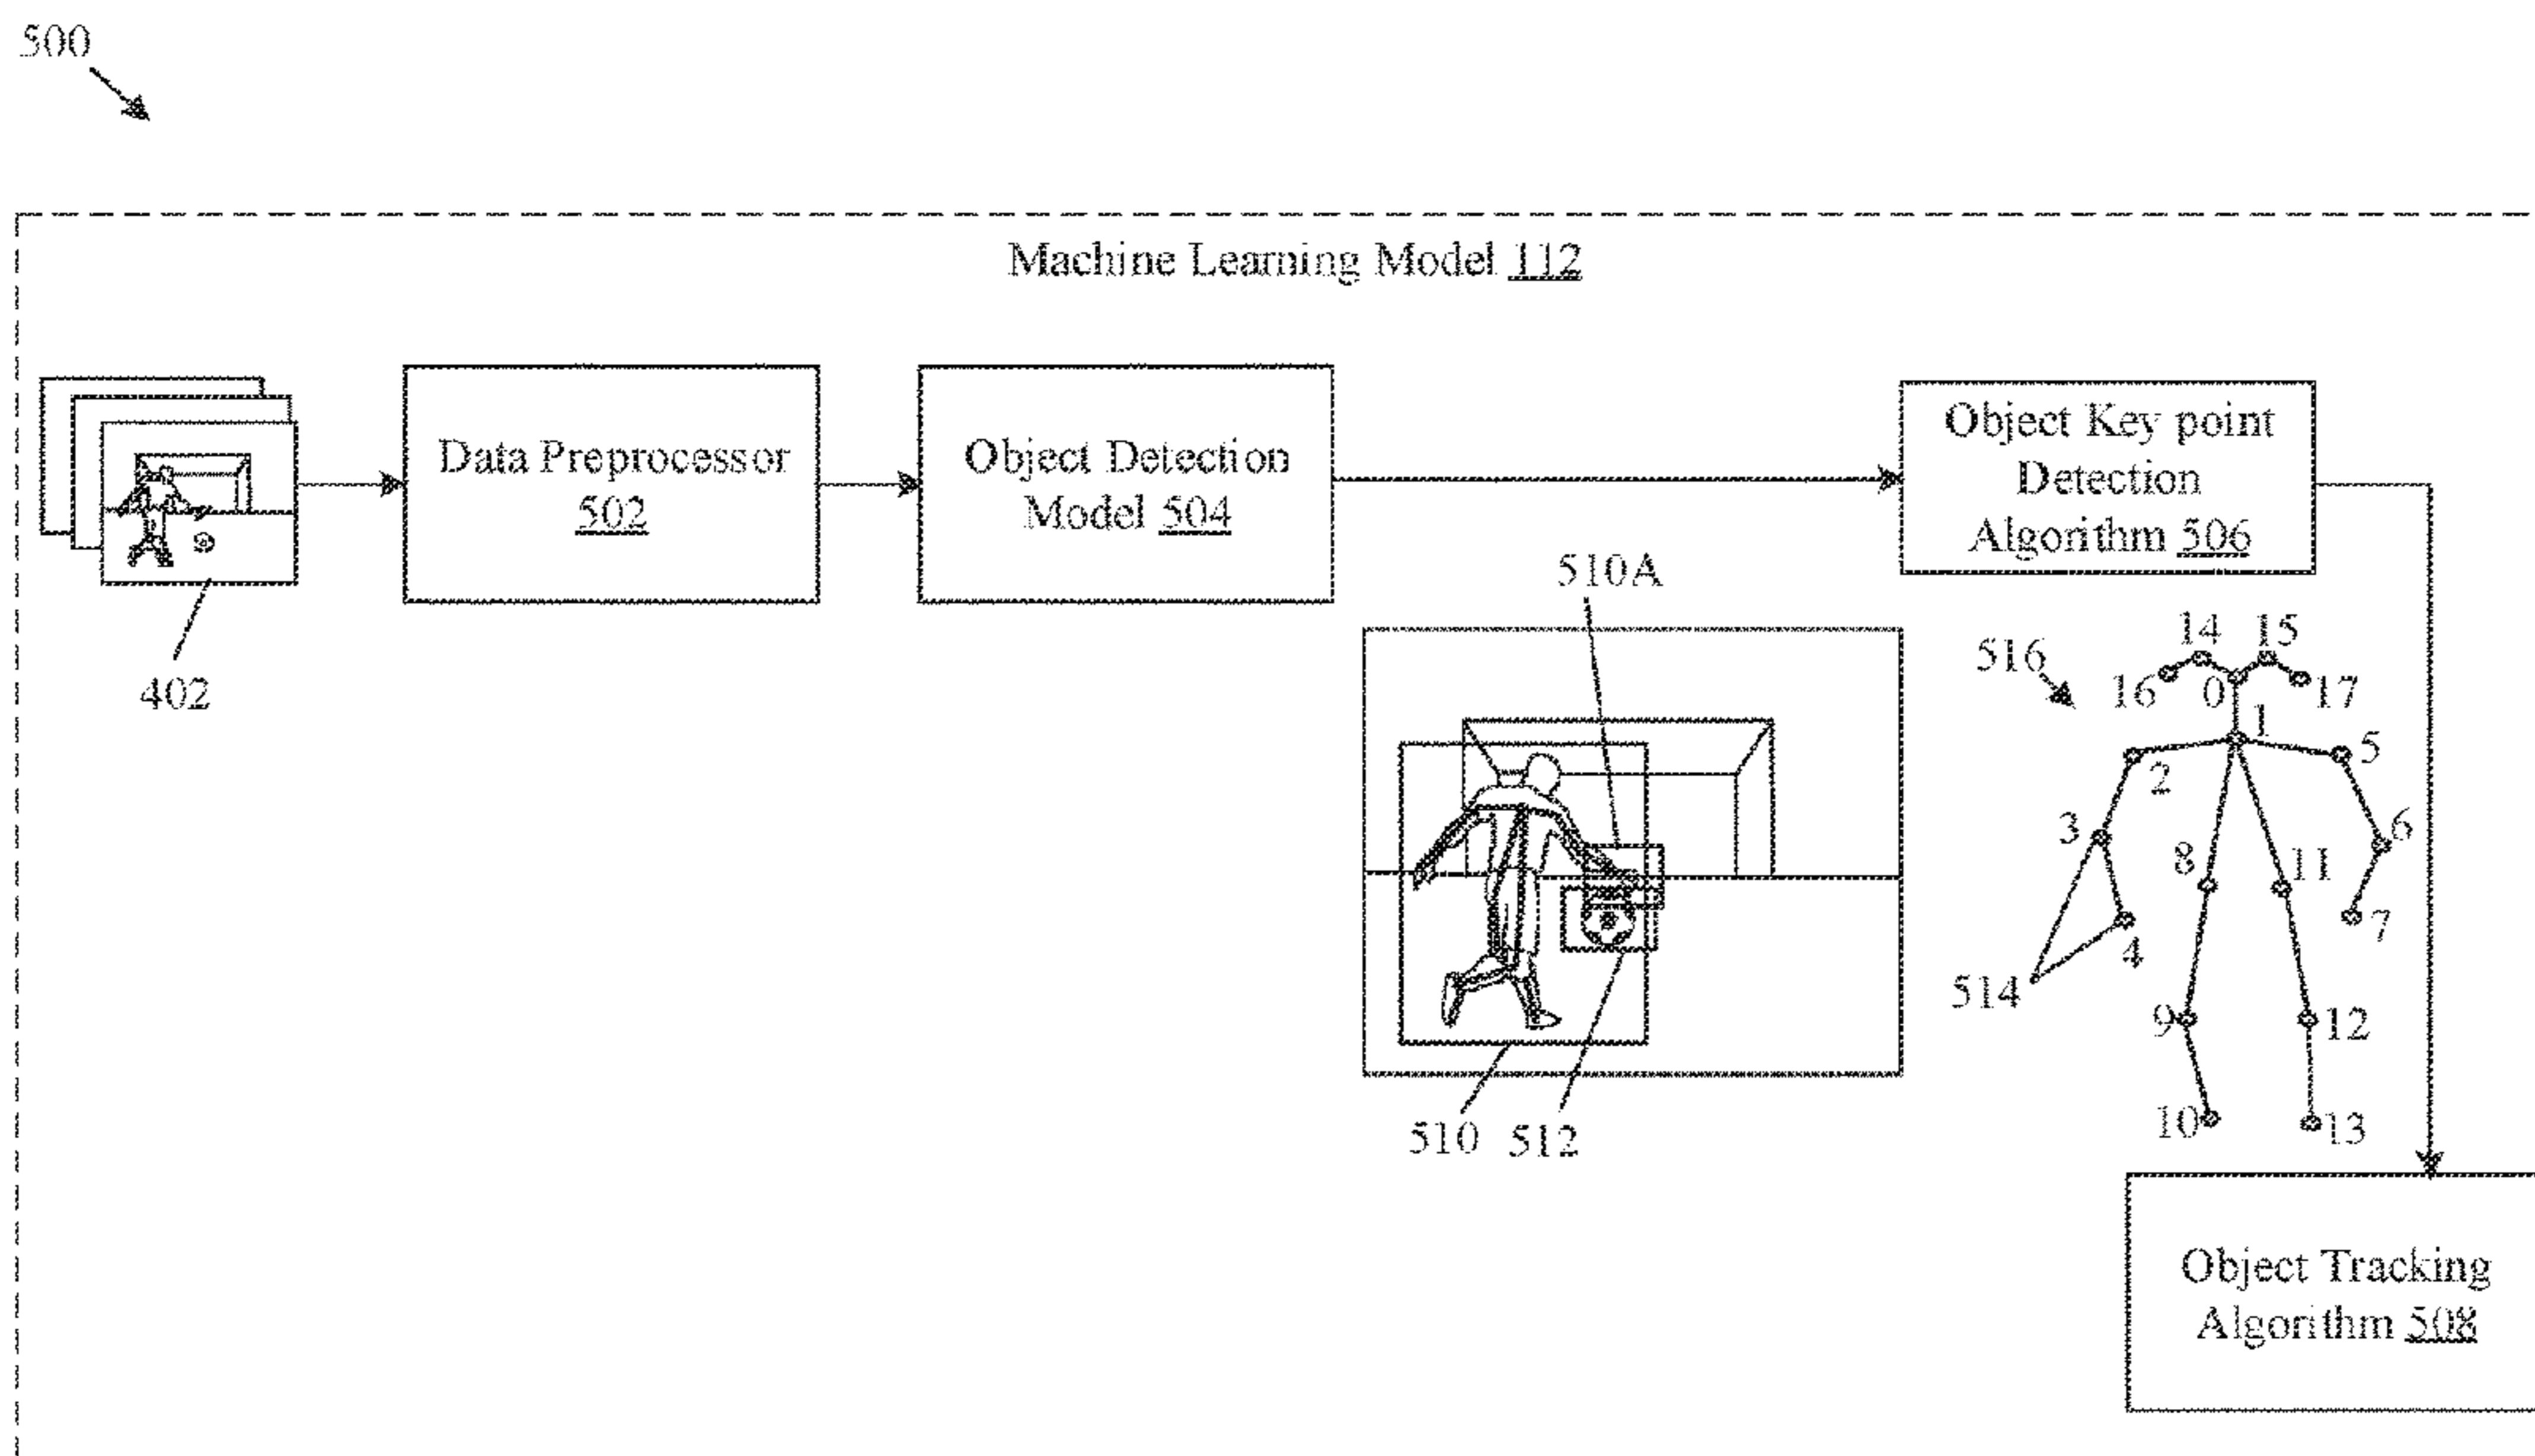 500
Machine Learning Model 112
Data Preprocessor
502
Object Detection
Model 504
Object Key point
Detection
Algorithm 506
402
510A
516
14
15
16
0
17
1
2
5
3
6
8
11
4
7
514
9
12
10
13
510
512
Object Tracking
Algorithm 508